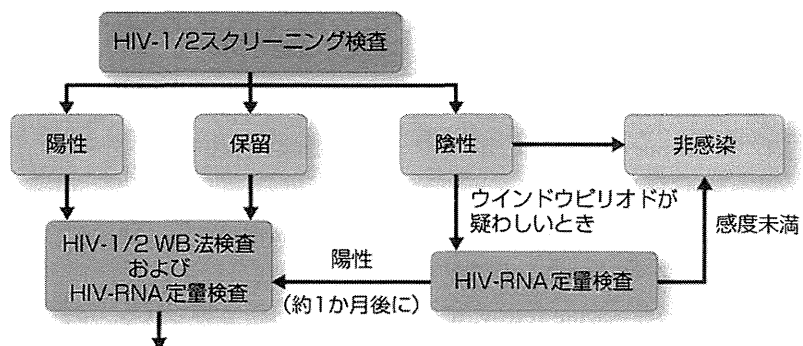 HIV-1/2スクリーニング検査
陽性
保留
陰性
非感染
ウインドウピリオドが
疑わしいとき
感度未満
HIV-1/2 WB法検査
および
HIV-RNA定量検査
陽性
(約1か月後に)
HIV-RNA定量検査